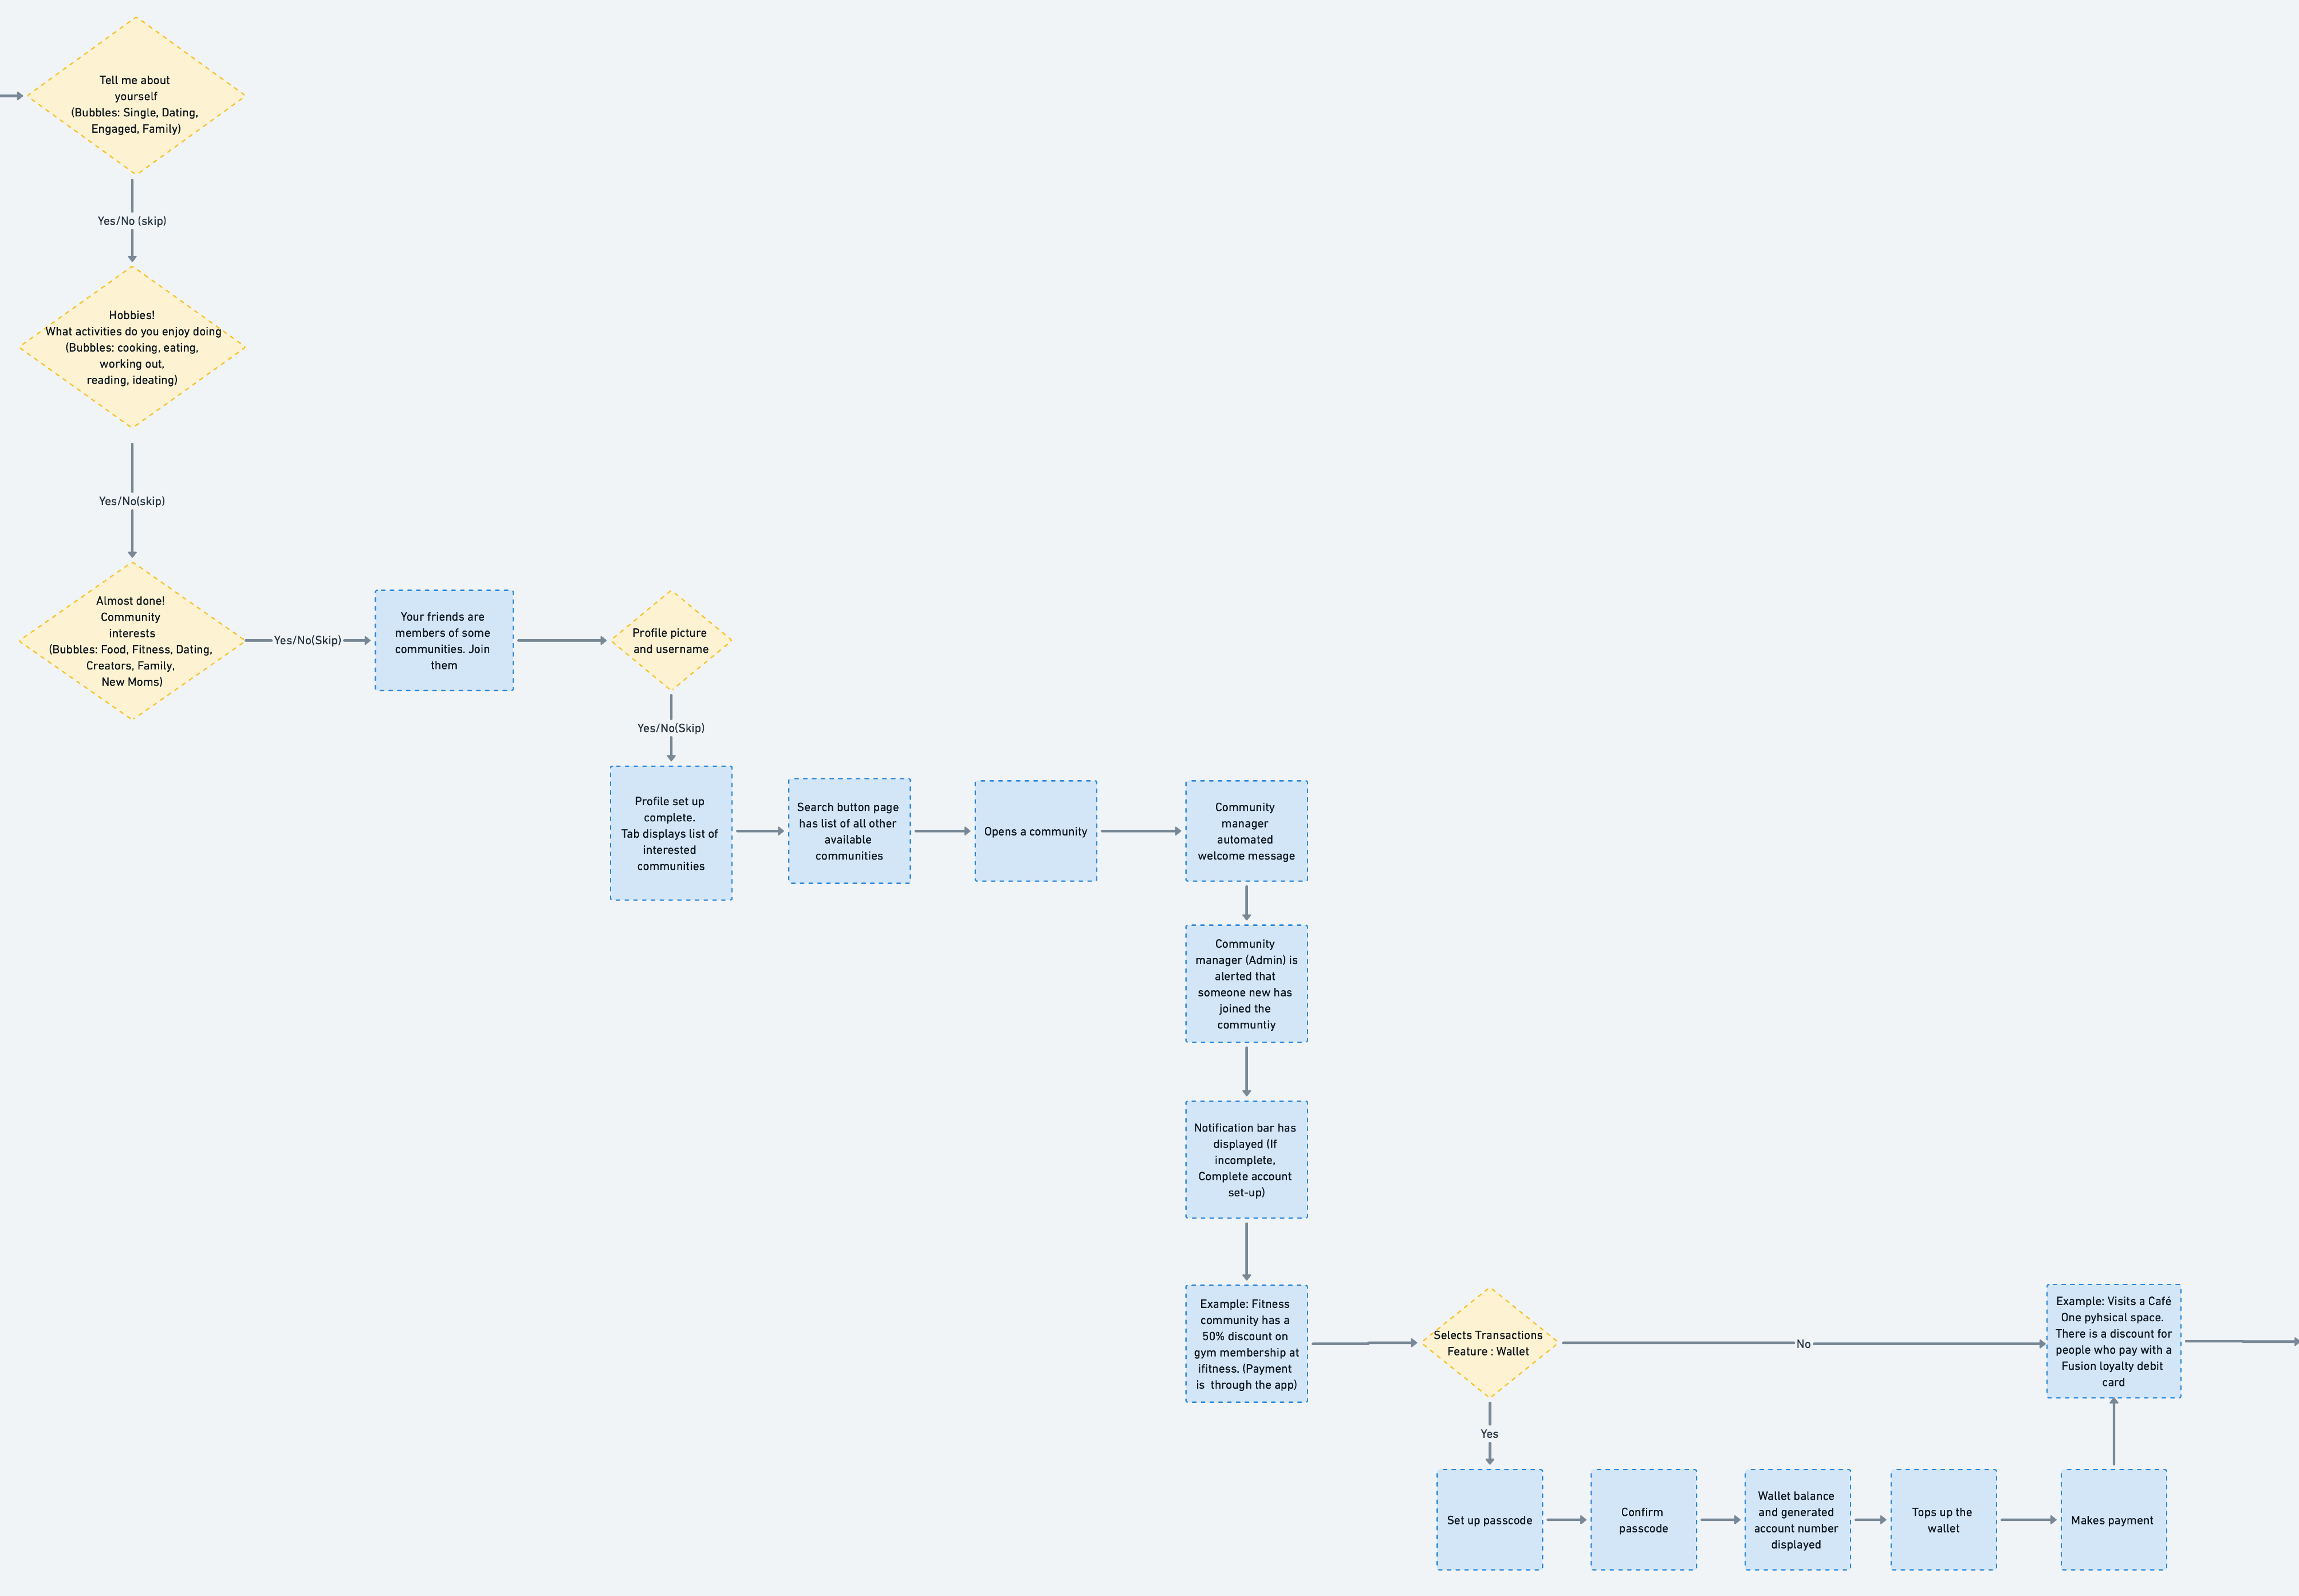 Tell me about
yourself
(Bubbles: Single, Dating,
Engaged, Family)
Yes/No (skip)
Hobbies!
What activities do you enjoy doing
(Bubbles: cooking, eating,
working out,
reading, ideating)
Yes/No(skip)
Almost done!
Community
interests
(Bubbles: Food, Fitness, Dating,
Creators, Family,
New Moms)
Yes/No(Skip)
Your friends are
members of some
communities. Join
them
Profile picture
and username
Yes/No(Skip)
Profile set up
complete.
Tab displays list of
interested
communities
Search button page
has list of all other
available
communities
Opens a community
Community
manager
automated
welcome message
Community
manager (Admin) is
alerted that
someone new has
joined the
communtiy
Notification bar has
displayed (If
incomplete,
Complete account
set-up)
Example: Fitness
community has a
50% discount on
gym membership at
ifitness. (Payment
is through the app)
Selects Transactions
Feature : Wallet
No
Example: Visits a Café
One pyhsical space.
There is a discount for
people who pay with a
Fusion loyalty debit
card
Yes
Set up passcode
Confirm
passcode
Wallet balance
and generated
account number
displayed
Tops up the
wallet
Makes payment